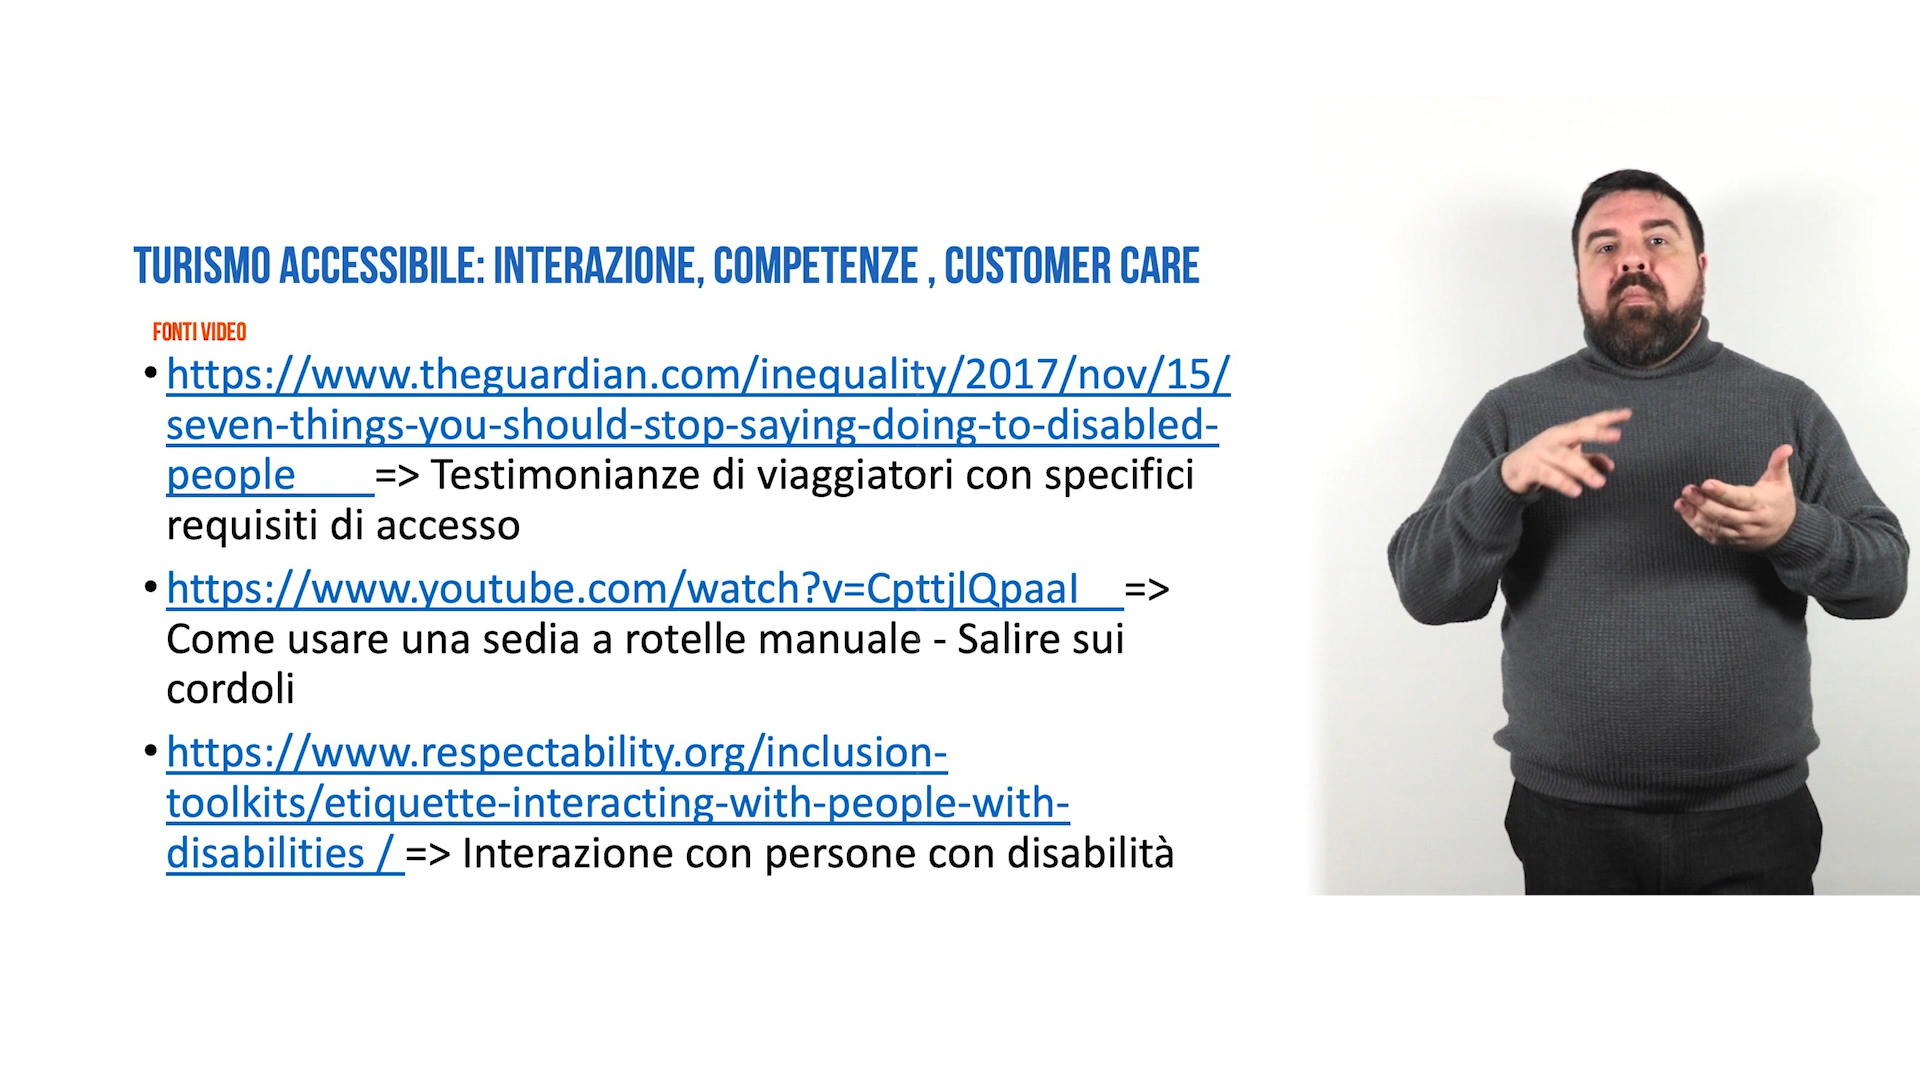 TURISMO ACCESSIBILE: INTERAZIONE, COMPETENZE , CUSTOMER CARE
FONTI VIDEO
• https://www.theguardian.com/inequality/2017/nov/15/
seven-things-you-should-stop-saying-doing-to-disabled-
people => Testimonianze di viaggiatori con specifici
requisiti di accesso
• https://www.youtube.com/watch?v=CpttjlQpaaI =>
Come usare una sedia a rotelle manuale - Salire sui
cordoli
• https://www.respectability.org/inclusion-
toolkits/etiquette-interacting-with-people-with-
disabilities / => Interazione con persone con disabilità